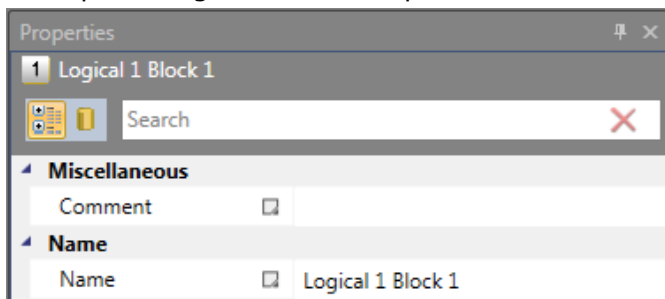 Properties
1 Logical 1 Block 1
Search
Miscellaneous
Comment
Name
Name Logical 1 Block 1